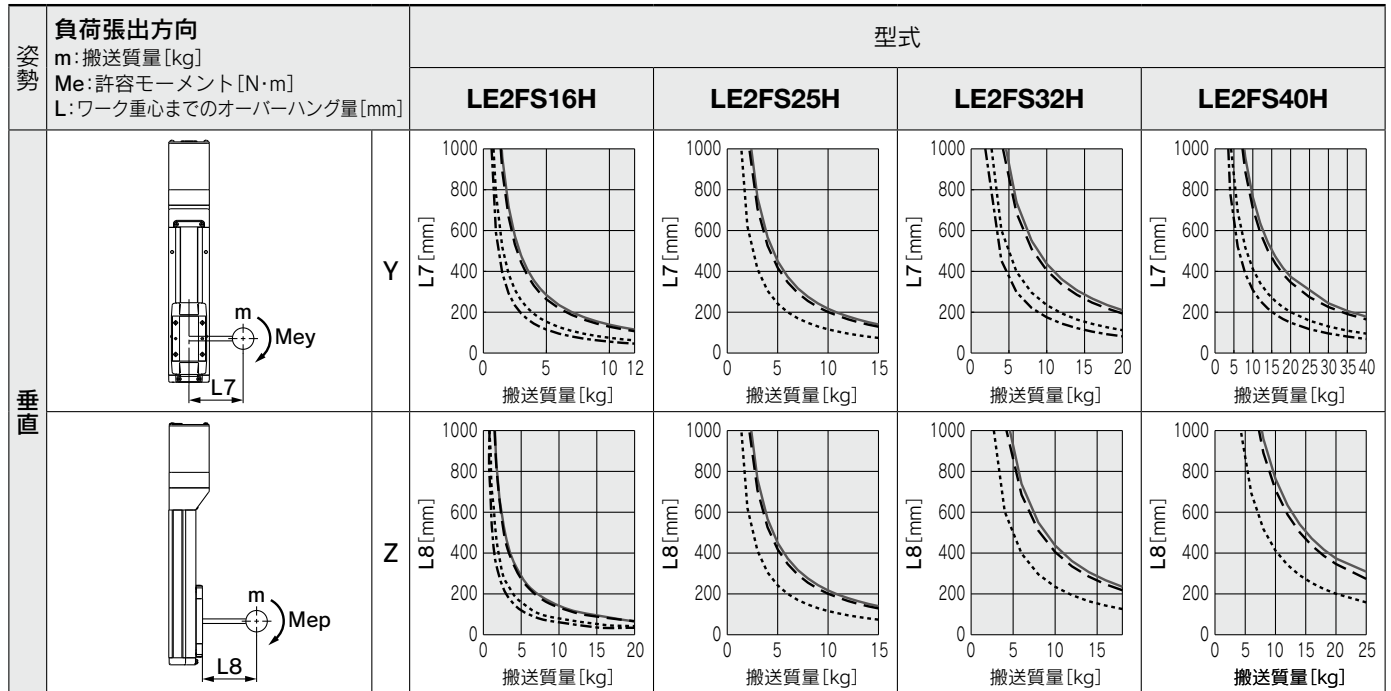 姿勢
負荷張出方向
m:搬送質量[kg]
Me:許容モーメント[N·m]
L:ワーク重心までのオーバーハング量[mm]
型式
LE2FS16H
LE2FS25H
LE2FS32H
LE2FS40H
垂直
m
Mey
L7
Y
L7[mm]
1000
800
600
400
200
0
0 5 10 12
搬送質量[kg]
L7[mm]
1000
800
600
400
200
0
0 5 10 15
搬送質量[kg]
L7[mm]
1000
800
600
400
200
0
0 5 10 15 20
搬送質量[kg]
L7[mm]
1000
800
600
400
200
0
0 5 10 15 20 25 30 35 40
搬送質量[kg]
m
Mep
L8
Z
L8[mm]
1000
800
600
400
200
0
0 5 10 15 20
搬送質量[kg]
L8[mm]
1000
800
600
400
200
0
0 5 10 15
搬送質量[kg]
L8[mm]
1000
800
600
400
200
0
0 5 10 15
搬送質量[kg]
L8[mm]
1000
800
600
400
200
0
0 5 10 15 20 25
搬送質量[kg]